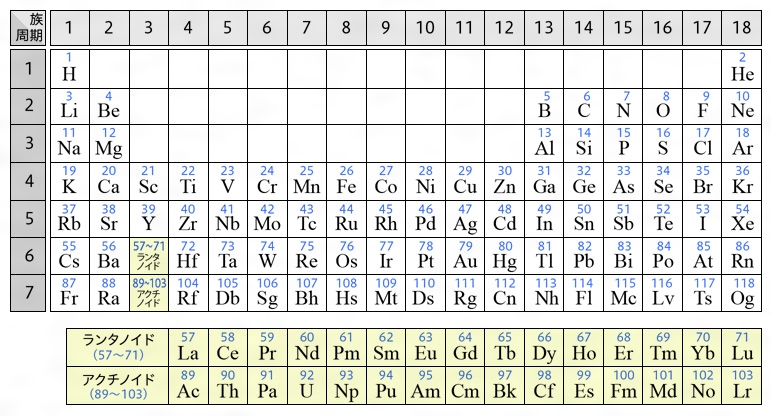 族
周期
1 2 3 4 5 6 7 8 9 10 11 12 13 14 15 16 17 18
1 2
1 H He
3 4 5 6 7 8 9 10
2 Li Be B C N O F Ne
11 12 13 14 15 16 17 18
3 Na Mg Al Si P S Cl Ar
19 20 21 22 23 24 25 26 27 28 29 30 31 32 33 34 35 36
4 K Ca Sc Ti V Cr Mn Fe Co Ni Cu Zn Ga Ge As Se Br Kr
37 38 39 40 41 42 43 44 45 46 47 48 49 50 51 52 53 54
5 Rb Sr Y Zr Nb Mo Tc Ru Rh Pd Ag Cd In Sn Sb Te I Xe
55 56 57~71 72 73 74 75 76 77 78 79 80 81 82 83 84 85 86
6 Cs Ba ランタ Hf Ta W Re Os Ir Pt Au Hg Tl Pb Bi Po At Rn
ノイド
87 88 89~103 104 105 106 107 108 109 110 111 112 113 114 115 116 117 118
7 Fr Ra アクチ Rf Db Sg Bh Hs Mt Ds Rg Cn Nh Fl Mc Lv Ts Og
ノイド
ランタノイド 57 58 59 60 61 62 63 64 65 66 67 68 69 70 71
(57~71) La Ce Pr Nd Pm Sm Eu Gd Tb Dy Ho Er Tm Yb Lu
アクチノイド 89 90 91 92 93 94 95 96 97 98 99 100 101 102 103
(89~103) Ac Th Pa U Np Pu Am Cm Bk Cf Es Fm Md No Lr